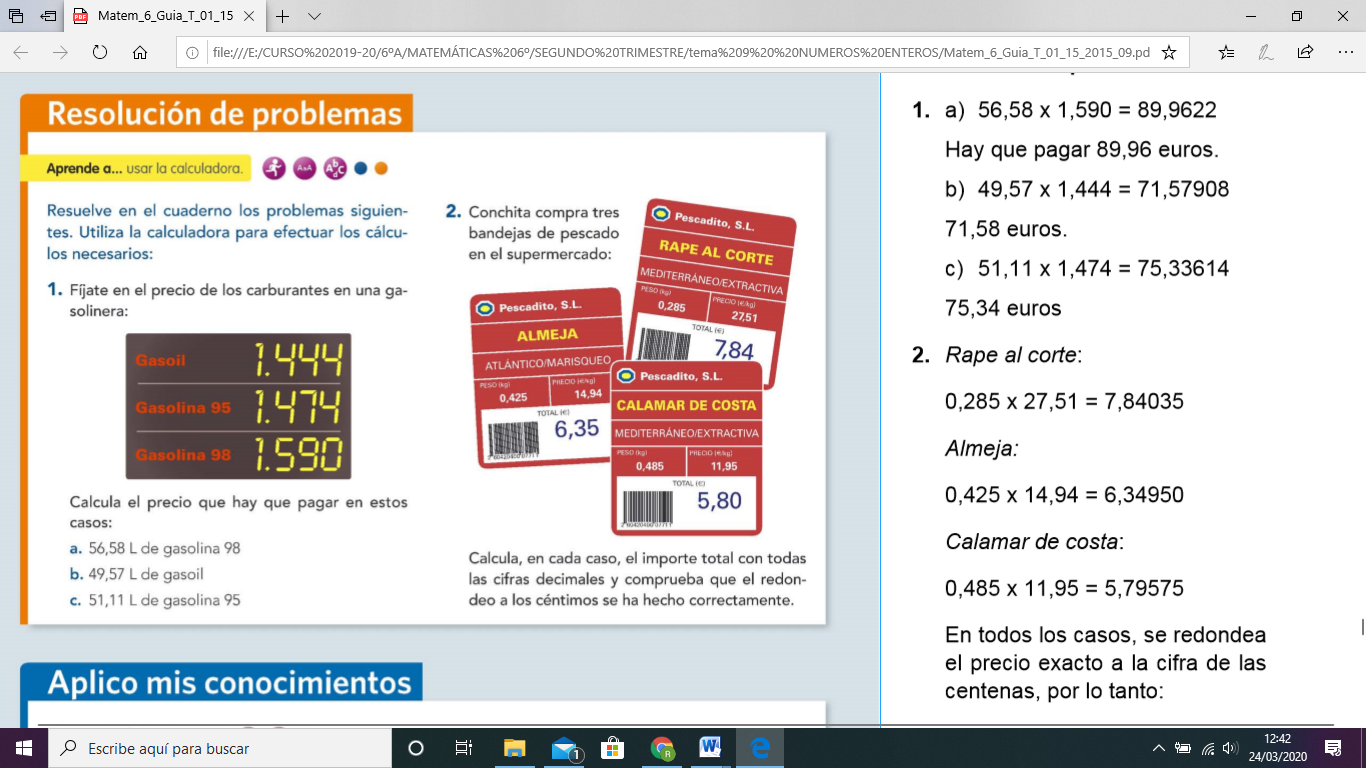 Matem_6_Guia_T_01_15
file:///E:/CURSO%202019-20/6ºA/MATEMÁTICAS%206º/SEGUNDO%20TRIMESTRE/tema%209%20%20NUMEROS%20ENTEROS/Matem_6_Guia_T_01_15_2015_09.pd
Resolución de problemas
Aprende a... usar la calculadora.
Resuelve en el cuaderno los problemas siguien-
tes. Utiliza la calculadora para efectuar los cálcu-
los necesarios:
1. Fíjate en el precio de los carburantes en una ga-
solinera:
Gasoil 1.444
Gasolina 95 1.474
Gasolina 98 1.590
Calcula el precio que hay que pagar en estos
casos:
a. 56,58 L de gasolina 98
b. 49,57 L de gasoil
c. 51,11 L de gasolina 95
2. Conchita compra tres
bandejas de pescado
en el supermercado:
Pescadito, S.L.
RAPE AL CORTE
MEDITERRÁNEO/EXTRACTIVA
PESO (kg) PRECIO (€/kg)
0,285 27,51
TOTAL (€)
7,84
Pescadito, S.L.
ALMEJA
ATLÁNTICO/MARISQUEO
PESO (kg) PRECIO (€/kg)
0,425 14,94
TOTAL (€)
6,35
Pescadito, S.L.
CALAMAR DE COSTA
MEDITERRÁNEO/EXTRACTIVA
PESO (kg) PRECIO (€/kg)
0,485 11,95
TOTAL (€)
5,80
Calcula, en cada caso, el importe total con todas
las cifras decimales y comprueba que el redon-
deo a los céntimos se ha hecho correctamente.
Aplico mis conocimientos
1. a) 56,58 x 1,590 = 89,9622
Hay que pagar 89,96 euros.
b) 49,57 x 1,444 = 71,57908
71,58 euros.
c) 51,11 x 1,474 = 75,33614
75,34 euros
2. Rape al corte:
0,285 x 27,51 = 7,84035
Almeja:
0,425 x 14,94 = 6,34950
Calamar de costa:
0,485 x 11,95 = 5,79575
En todos los casos, se redondea
el precio exacto a la cifra de las
centenas, por lo tanto:
Escribe aquí para buscar
12:42
24/03/2020